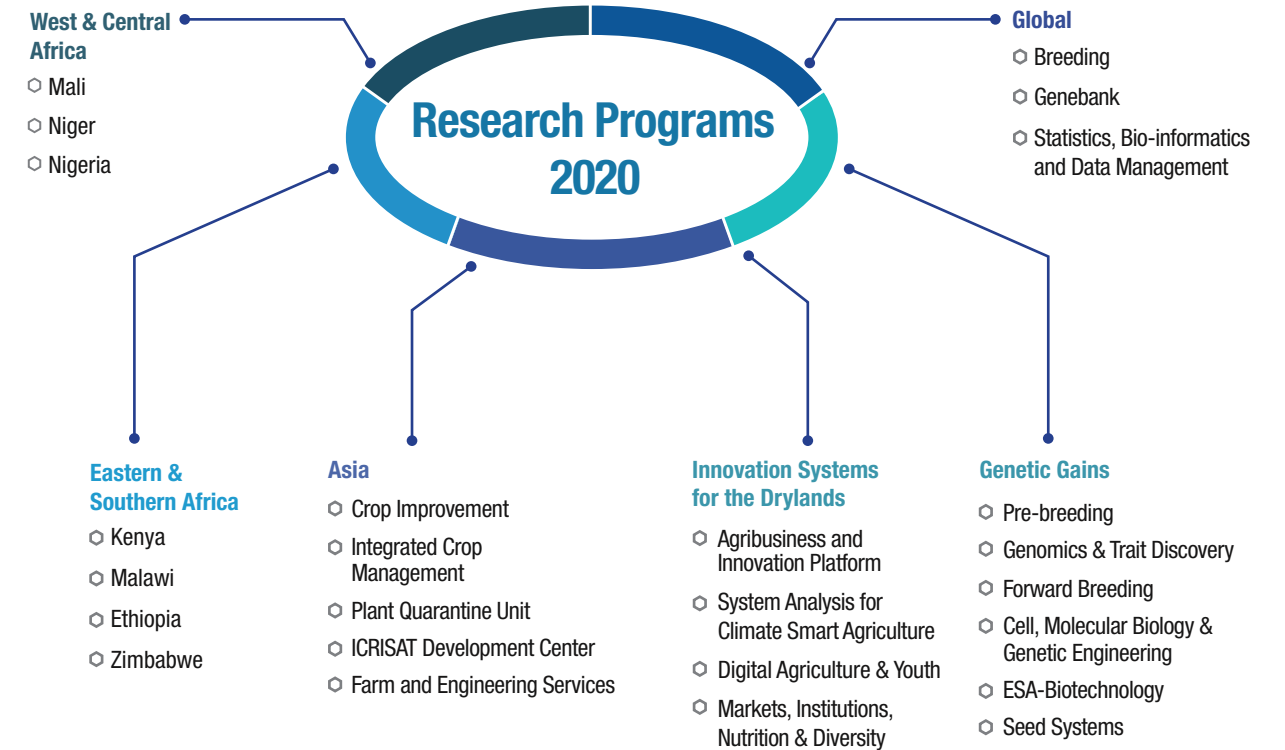 West & Central
Africa
Mali
Niger
Nigeria
Research Programs
2020
Global
Breeding
Genebank
Statistics, Bio-informatics
and Data Management
Eastern &
Southern Africa
Kenya
Malawi
Ethiopia
Zimbabwe
Asia
Crop Improvement
Integrated Crop
Management
Plant Quarantine Unit
ICRISAT Development Center
Farm and Engineering Services
Innovation Systems
for the Drylands
Agribusiness and
Innovation Platform
System Analysis for
Climate Smart Agriculture
Digital Agriculture & Youth
Markets, Institutions,
Nutrition & Diversity
Genetic Gains
Pre-breeding
Genomics & Trait Discovery
Forward Breeding
Cell, Molecular Biology &
Genetic Engineering
ESA-Biotechnology
Seed Systems